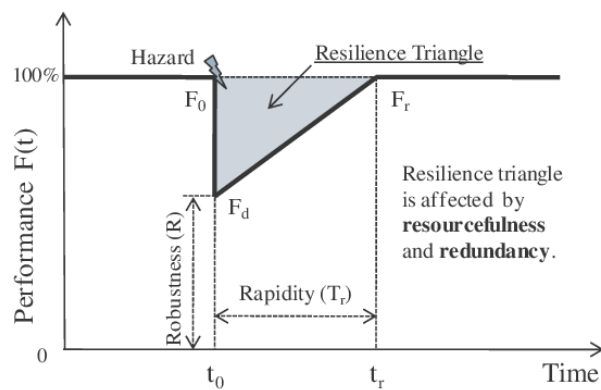 Hazard
Resilience Triangle
100%
F0
Fr
Performance F(t)
Resilience triangle
is affected by
resourcefulness
and redundancy.
Fd
Robustness (R)
Rapidity (Tr)
0
t0
tr
Time